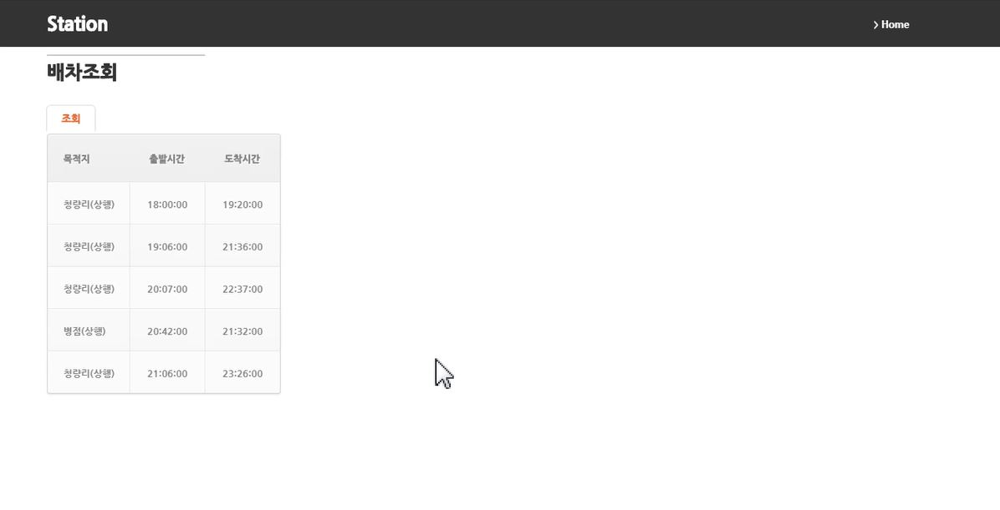 Station
Home
배차조회
조회
목적지 출발시간 도착시간
청량리(상행) 18:00:00 19:20:00
청량리(상행) 19:06:00 21:36:00
청량리(상행) 20:07:00 22:37:00
병점(상행) 20:42:00 21:32:00
청량리(상행) 21:06:00 23:26:00